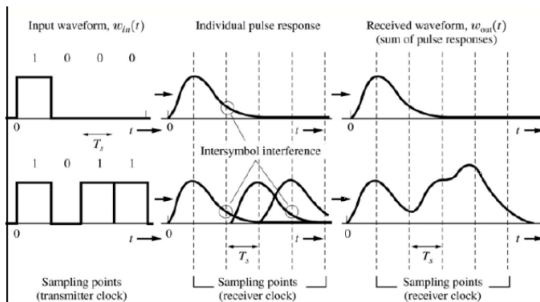 Input waveform, w_in(t)
Individual pulse response
Received waveform, w_out(t)
(sum of pulse responses)
1 0 0 0
0 T_s t
0 t
0 t
Intersymbol interference
1 0 1 1
0 t
0 T_s t
0 T_s t
Sampling points
(transmitter clock)
Sampling points
(receiver clock)
Sampling points
(receiver clock)